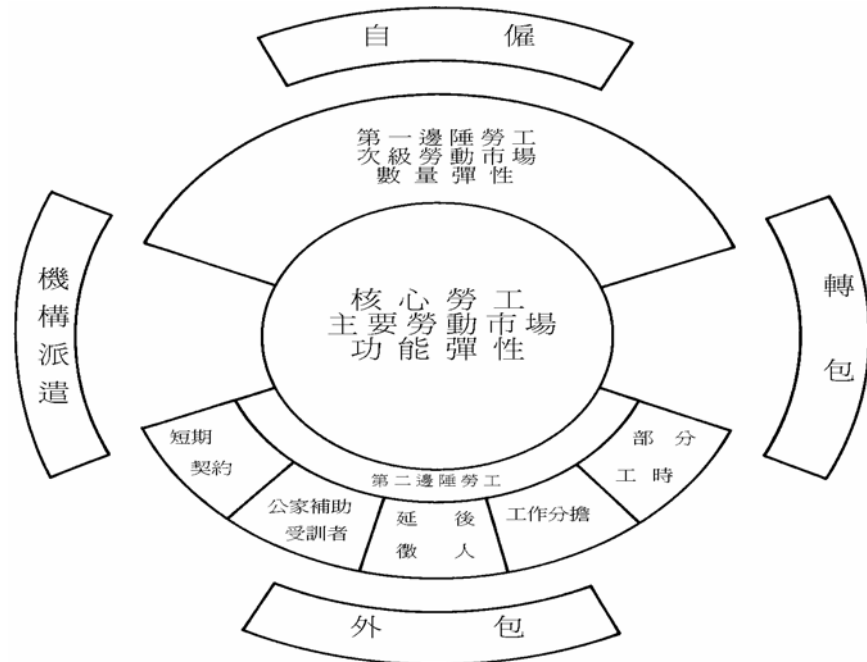 自 僱
第一邊陲勞工
次級勞動市場
數量彈性
機構派遣
轉包
核心勞工
主要勞動市場
功能彈性
第二邊陲勞工
短期
契約
公家補助
受訓者
延後
徵人
工作分擔
部分
工時
外 包